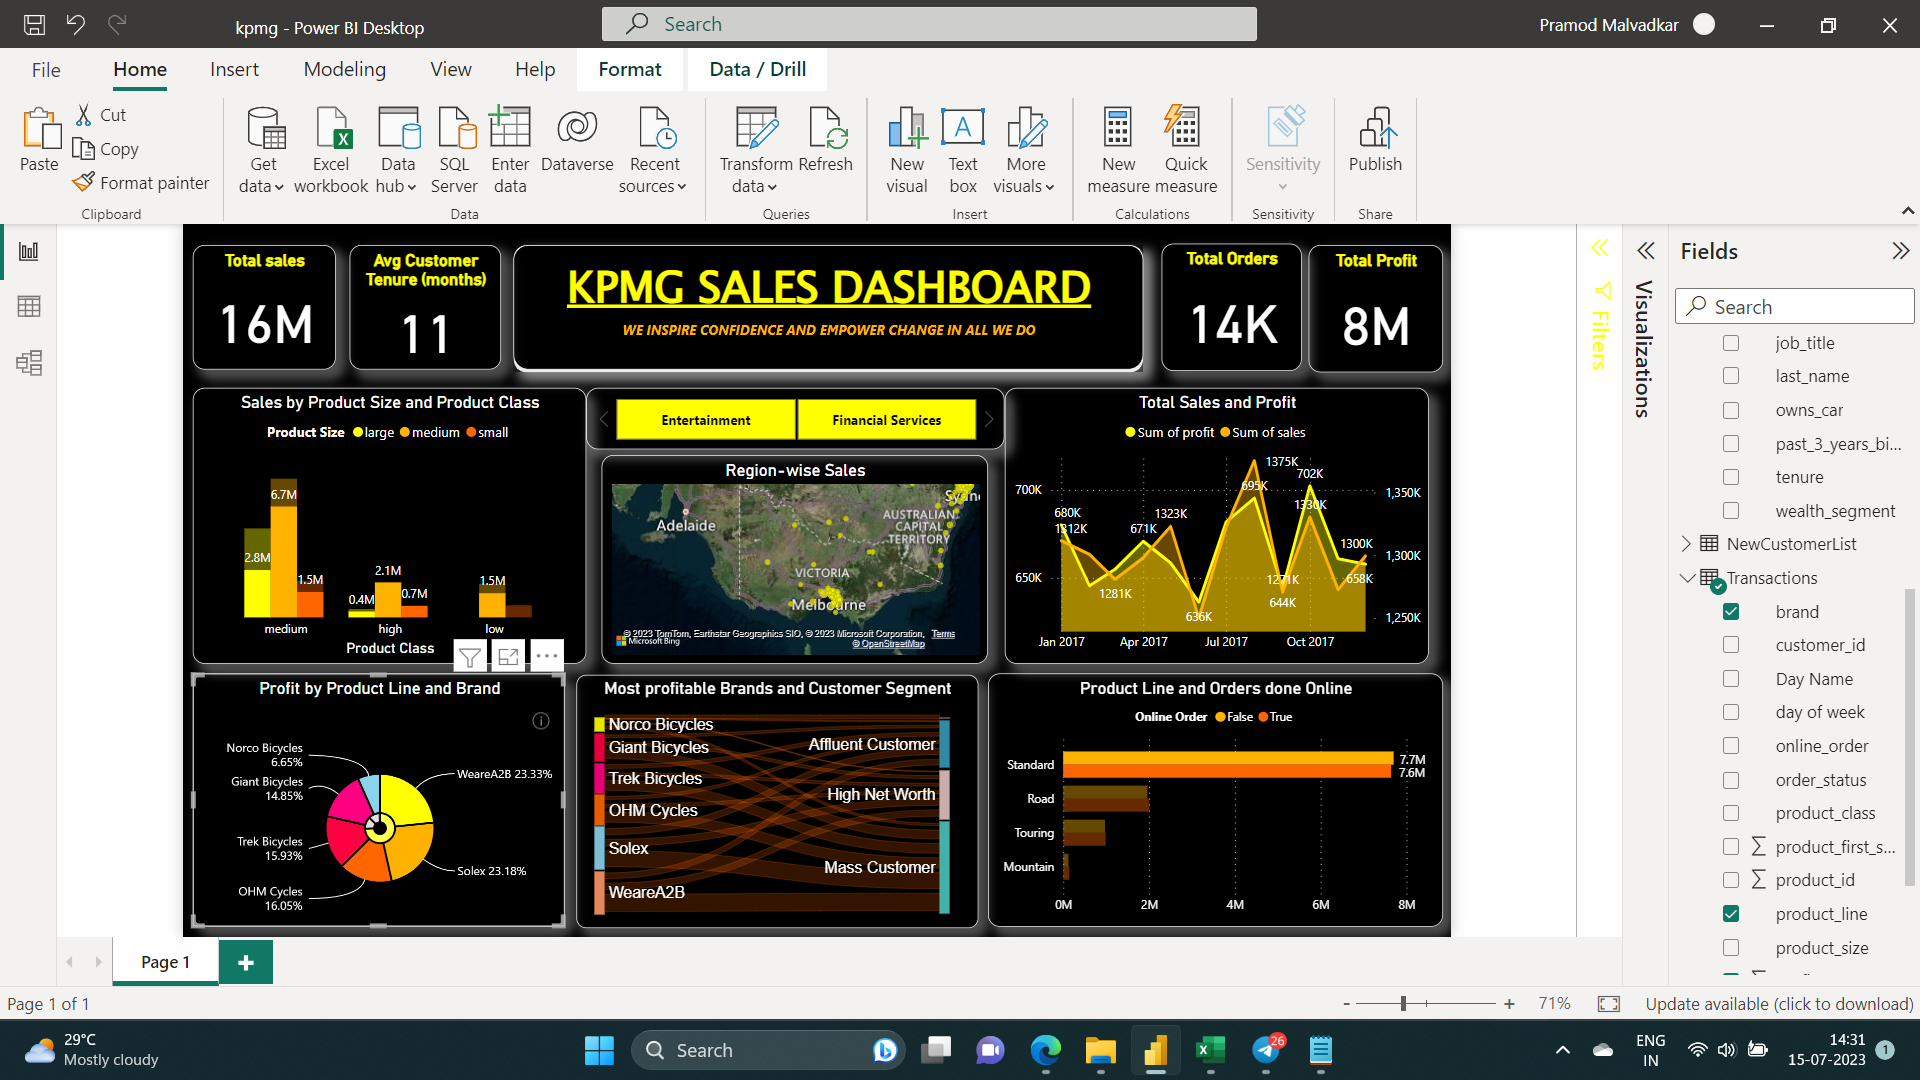 kpmg - Power BI Desktop
Search
Pramod Malvadkar
File
Home
Insert
Modeling
View
Help
Format
Data / Drill
Paste
Cut
Copy
Format painter
Clipboard
Get data
Excel workbook
Data hub
SQL Server
Enter data
Dataverse
Recent sources
Data
Transform data
Refresh
Queries
New visual
Text box
More visuals
Insert
New measure
Quick measure
Calculations
Sensitivity
Sensitivity
Publish
Share
Total sales
16M
Avg Customer
Tenure (months)
11
KPMG SALES DASHBOARD
WE INSPIRE CONFIDENCE AND EMPOWER CHANGE IN ALL WE DO
Total Orders
14K
Total Profit
8M
Sales by Product Size and Product Class
Product Size large medium small
6.7M
2.8M
1.5M
2.1M
0.4M
0.7M
1.5M
medium
high
low
Product Class
Entertainment
Financial Services
Region-wise Sales
Adelaide
AUSTRALIAN
CAPITAL
TERRITORY
VICTORIA
Melbourne
© 2023 TomTom, Earthstar Geographics SIO, © 2023 Microsoft Corporation, Terms
Microsoft Bing
© OpenStreetMap
Total Sales and Profit
Sum of profit Sum of sales
700K
650K
1,350K
1,300K
1,250K
1375K
702K
695K
1330K
680K
1312K
671K
1323K
1300K
1281K
1271K
658K
644K
636K
Jan 2017
Apr 2017
Jul 2017
Oct 2017
Profit by Product Line and Brand
Norco Bicycles
6.65%
Giant Bicycles
14.85%
Trek Bicycles
15.93%
OHM Cycles
16.05%
WeareA2B 23.33%
Solex 23.18%
Most profitable Brands and Customer Segment
Norco Bicycles
Giant Bicycles
Trek Bicycles
OHM Cycles
Solex
WeareA2B
Affluent Customer
High Net Worth
Mass Customer
Product Line and Orders done Online
Online Order False True
Standard
Road
Touring
Mountain
7.7M
7.6M
0M
2M
4M
6M
8M
Filters
Visualizations
Fields
Search
job_title
last_name
owns_car
past_3_years_bi...
tenure
wealth_segment
NewCustomerList
Transactions
brand
customer_id
Day Name
day of week
online_order
order_status
product_class
product_first_s...
product_id
product_line
product_size
Page 1
Page 1 of 1
- + 71%
Update available (click to download)
29°C
Mostly cloudy
Search
26
ENG
IN
14:31
15-07-2023
1